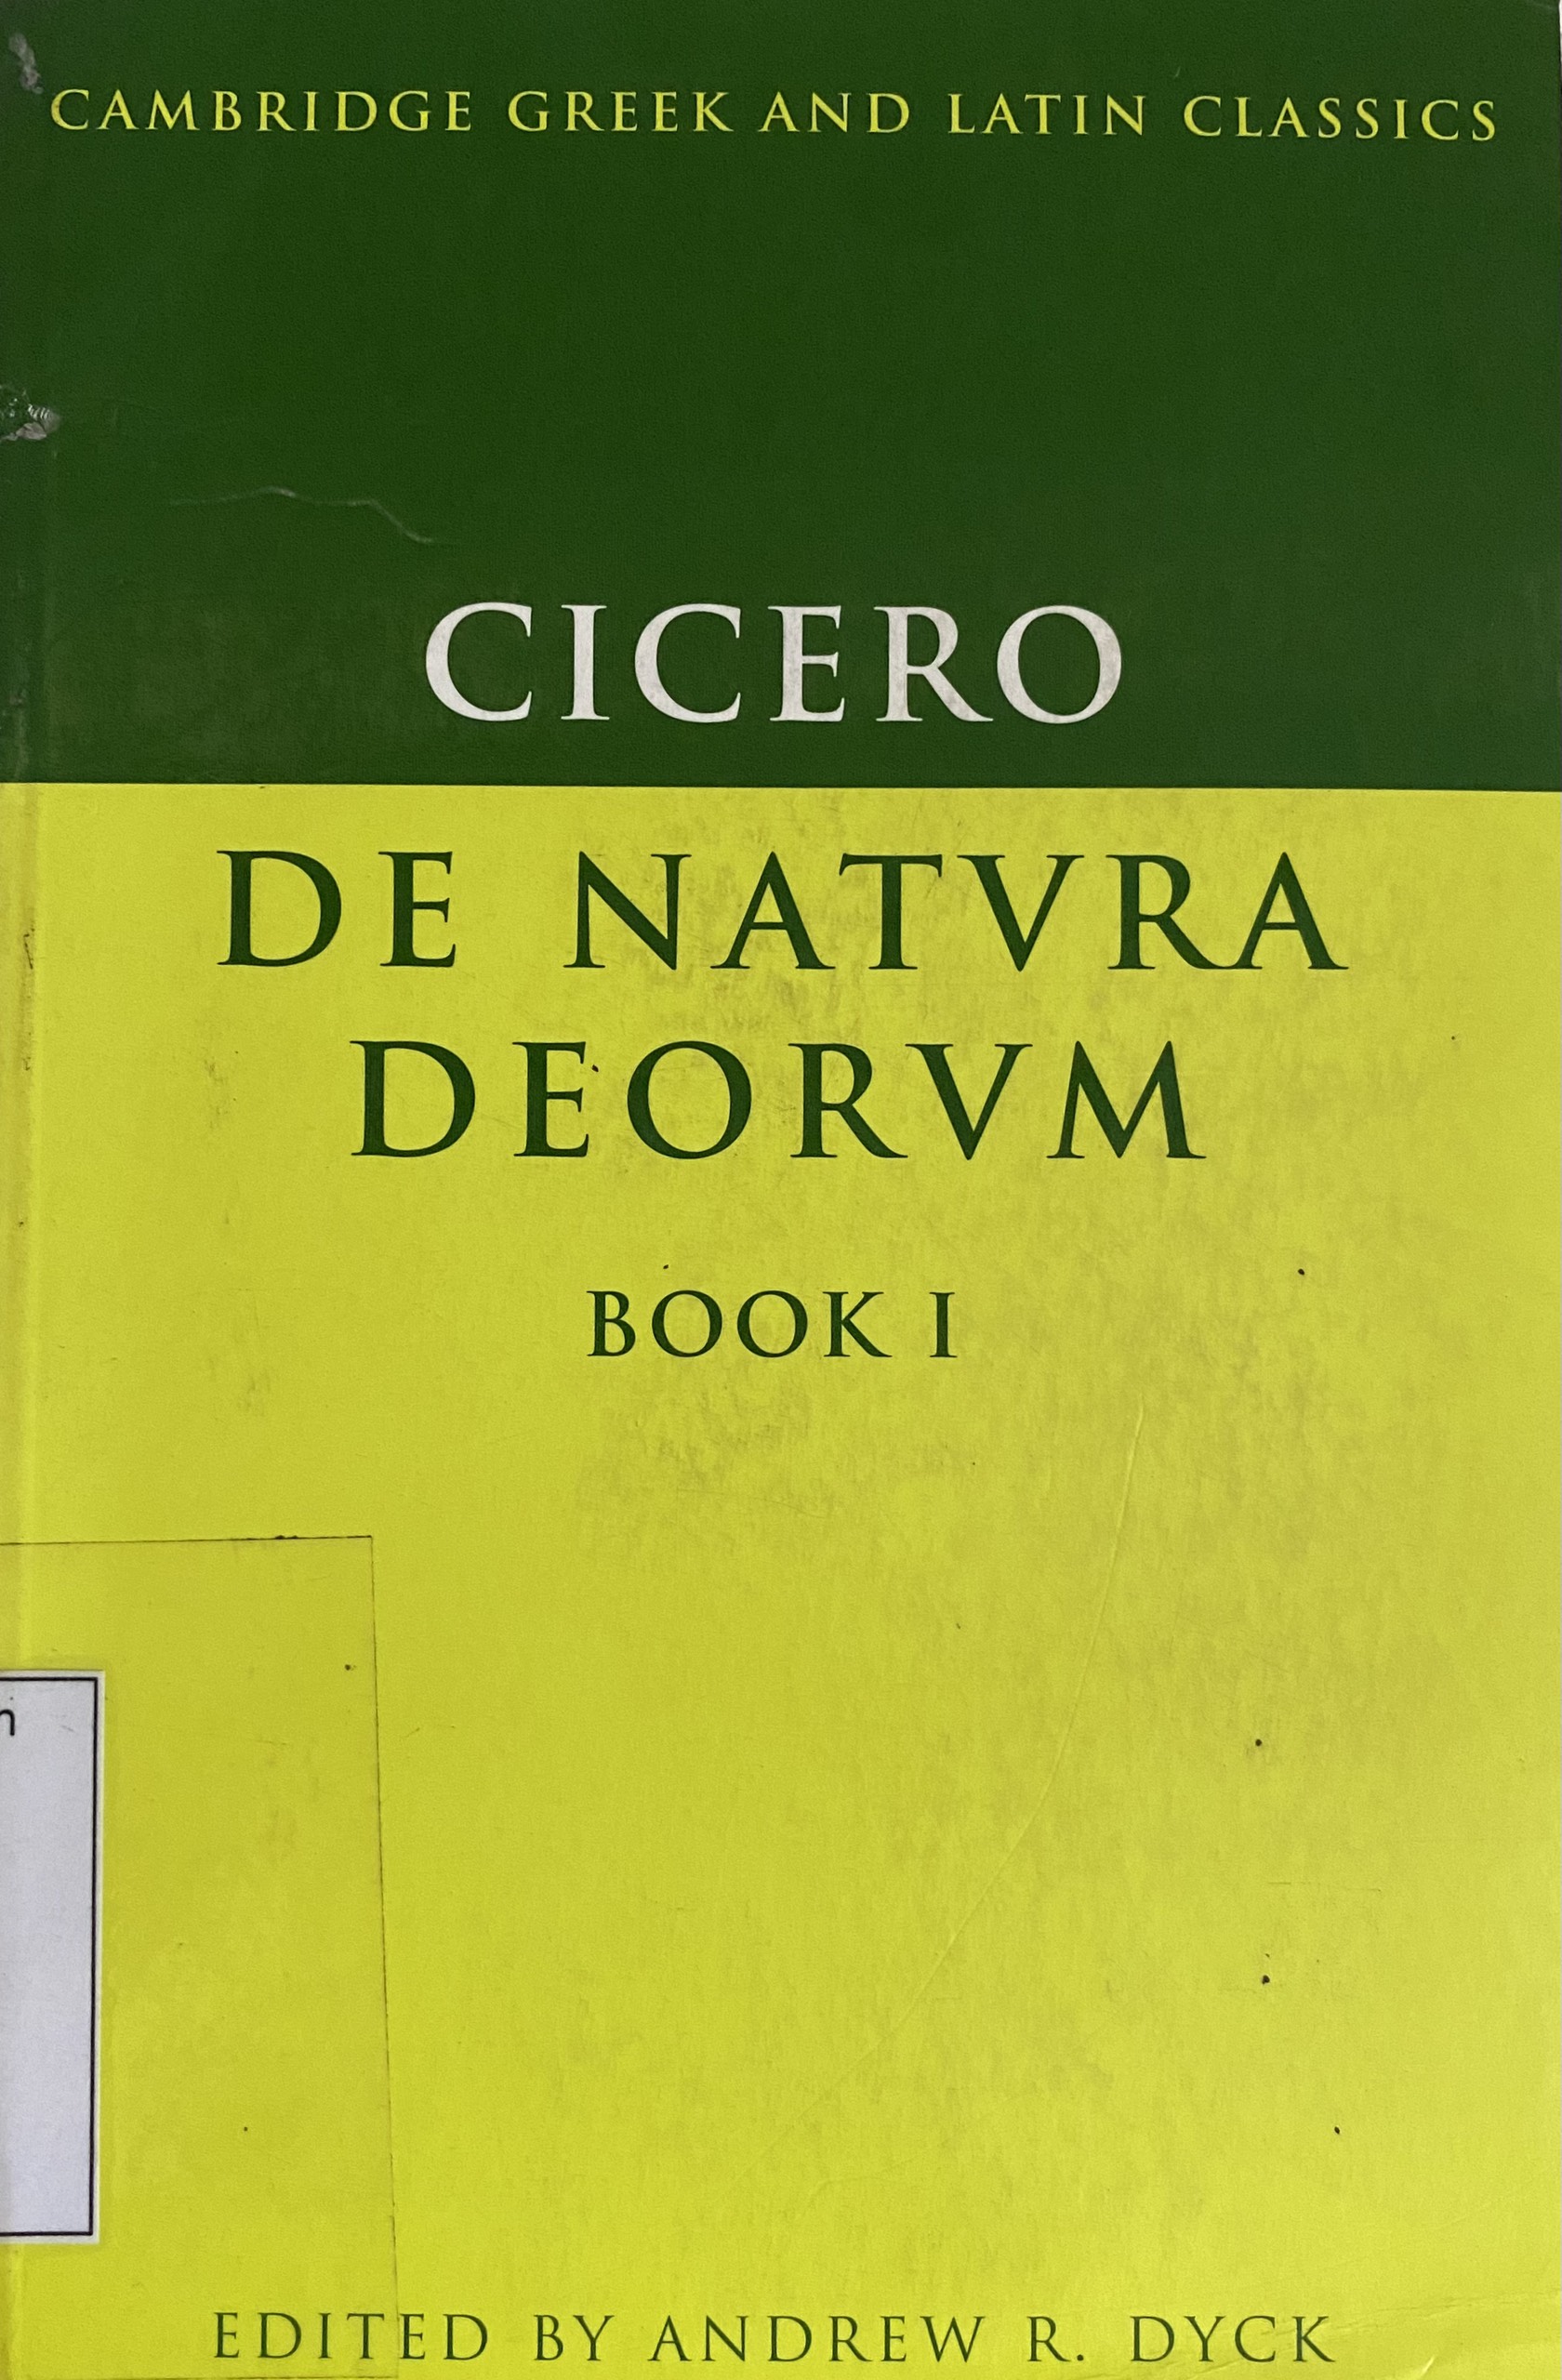 CAMBRIDGE GREEK AND LATIN CLASSICS
CICERO
DE NATVRA
DEORVM
BOOK I
EDITED BY ANDREW R. DYCK